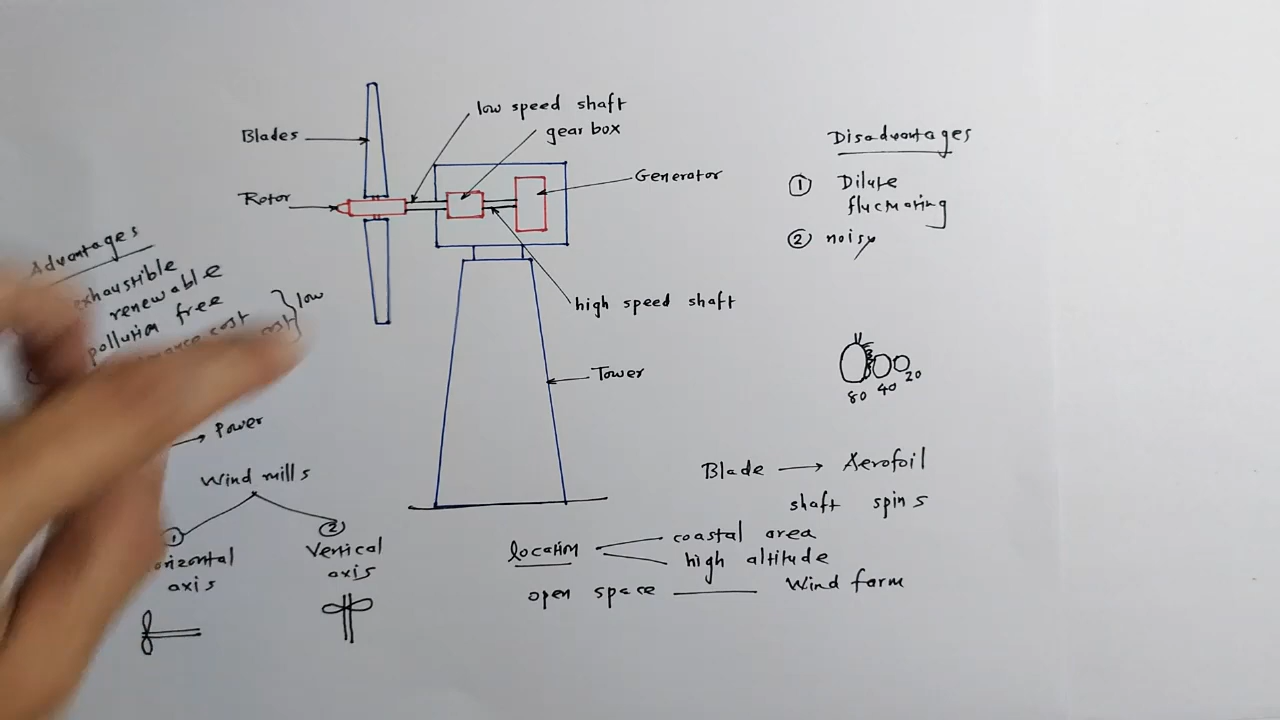 low speed shaft
gear box
Blades
Generator
Rotor
Disadvantages
1 Dilute
fluctuating
2 noisy
Advantages
exhaustible
renewable
pollution free
cost
cost } low
high speed shaft
Tower
80 40 20
Power
Wind mills
1
2
Vertical
axis
axis
Blade → Aerofoil
shaft spins
location
coastal area
high altitude
open space — Wind farm